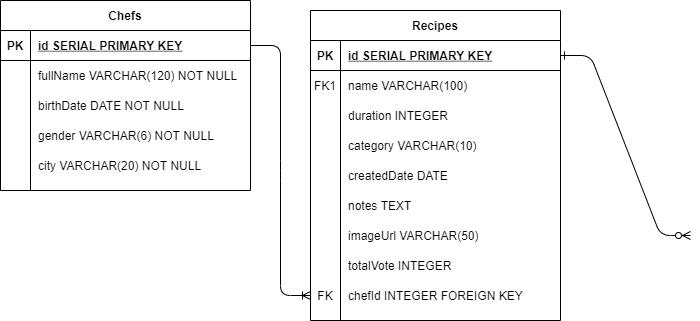 Chefs
PK id SERIAL PRIMARY KEY
fullName VARCHAR(120) NOT NULL
birthDate DATE NOT NULL
gender VARCHAR(6) NOT NULL
city VARCHAR(20) NOT NULL
Recipes
PK id SERIAL PRIMARY KEY
FK1 name VARCHAR(100)
duration INTEGER
category VARCHAR(10)
createdDate DATE
notes TEXT
imageUrl VARCHAR(50)
totalVote INTEGER
FK chefId INTEGER FOREIGN KEY